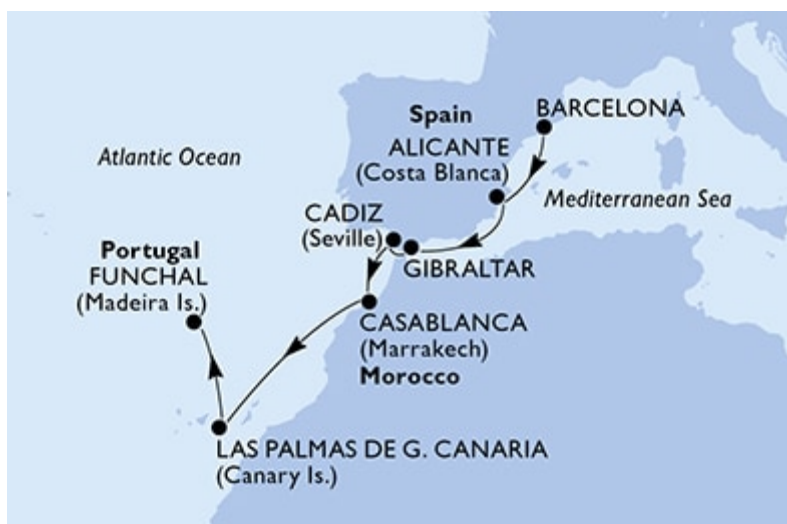 BARCELONA
Spain
ALICANTE
(Costa Blanca)
Atlantic Ocean
Mediterranean Sea
CADIZ
(Seville)
Portugal
FUNCHAL
(Madeira Is.)
GIBRALTAR
CASABLANCA
(Marrakech)
Morocco
LAS PALMAS DE G. CANARIA
(Canary Is.)